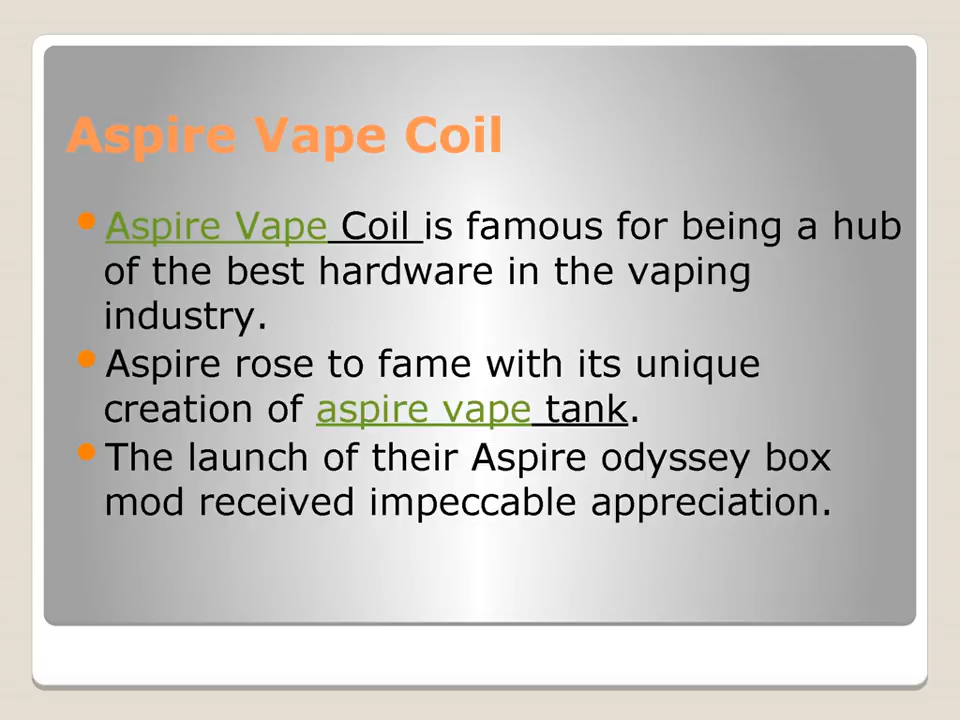 Aspire Vape Coil
Aspire Vape Coil is famous for being a hub
of the best hardware in the vaping
industry.
Aspire rose to fame with its unique
creation of aspire vape tank.
The launch of their Aspire odyssey box
mod received impeccable appreciation.